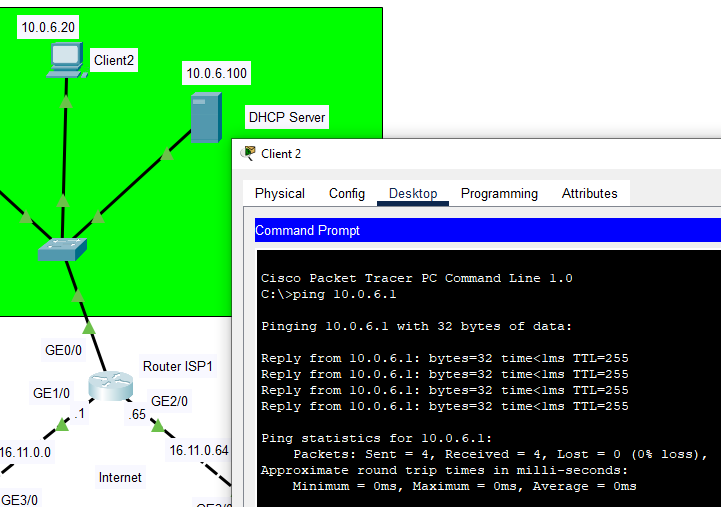 10.0.6.20
Client2
10.0.6.100
DHCP Server
GE0/0
Router ISP1
GE1/0
GE2/0
.1
.65
16.11.0.0
16.11.0.64
Internet
GE3/0
Client 2
Physical Config Desktop Programming Attributes
Command Prompt
Cisco Packet Tracer PC Command Line 1.0
C:\>ping 10.0.6.1
Pinging 10.0.6.1 with 32 bytes of data:
Reply from 10.0.6.1: bytes=32 time<1ms TTL=255
Reply from 10.0.6.1: bytes=32 time<1ms TTL=255
Reply from 10.0.6.1: bytes=32 time<1ms TTL=255
Reply from 10.0.6.1: bytes=32 time<1ms TTL=255
Ping statistics for 10.0.6.1:
Packets: Sent = 4, Received = 4, Lost = 0 (0% loss),
Approximate round trip times in milli-seconds:
Minimum = 0ms, Maximum = 0ms, Average = 0ms